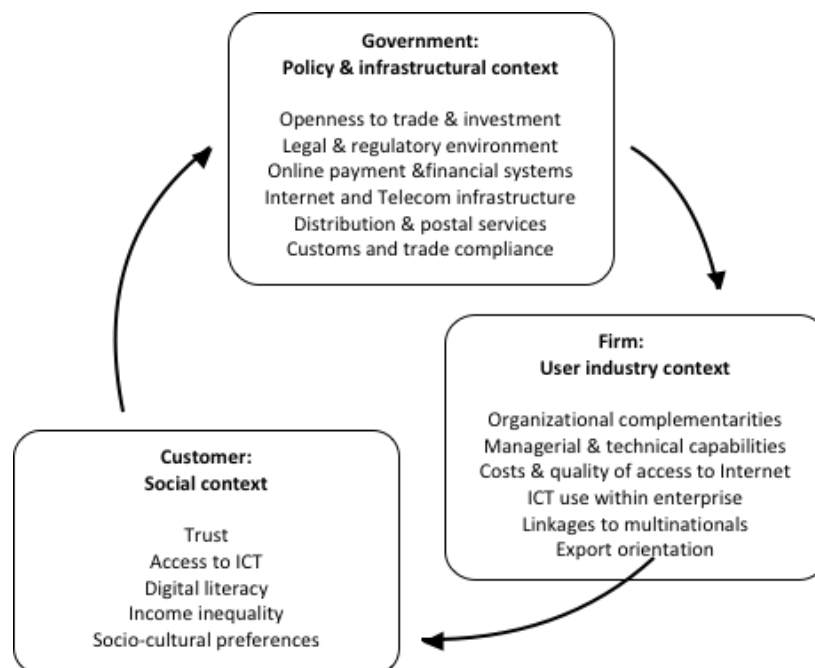 Government:
Policy & infrastructural context
Openness to trade & investment
Legal & regulatory environment
Online payment &financial systems
Internet and Telecom infrastructure
Distribution & postal services
Customs and trade compliance
Firm:
User industry context
Organizational complementarities
Managerial & technical capabilities
Costs & quality of access to Internet
ICT use within enterprise
Linkages to multinationals
Export orientation
Customer:
Social context
Trust
Access to ICT
Digital literacy
Income inequality
Socio-cultural preferences